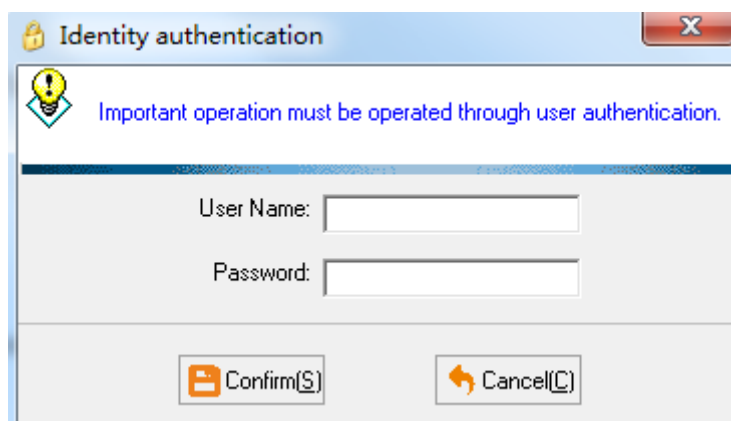 Identity authentication
Important operation must be operated through user authentication.
User Name:
Password:
Confirm(S)
Cancel(C)